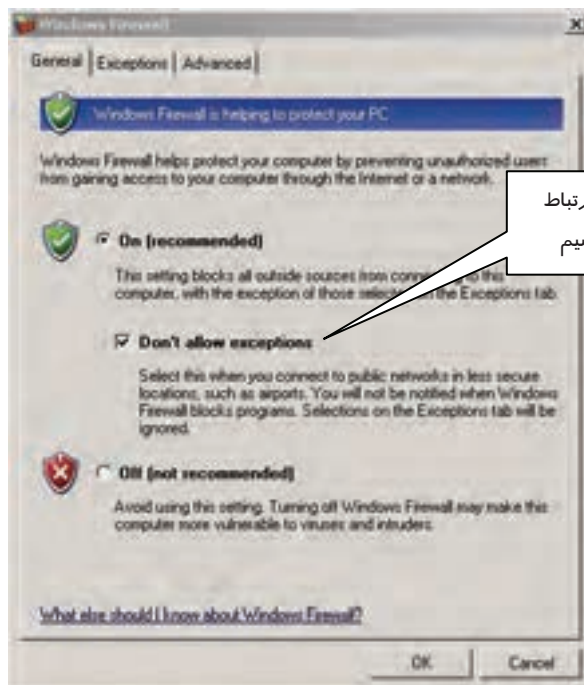 Windows Firewall
General
Exceptions
Advanced
Windows Firewall is helping to protect your PC
Windows Firewall helps protect your computer by preventing unauthorized users
from gaining access to your computer through the Internet or a network.
رتباط
یم
On (recommended)
This setting blocks all outside sources from connecting to this
computer, with the exception of those selected on the Exceptions tab.
Don't allow exceptions
Select this when you connect to public networks in less secure
locations, such as airports. You will not be notified when Windows
Firewall blocks programs. Selections on the Exceptions tab will be
ignored.
Off (not recommended)
Avoid using this setting. Turning off Windows Firewall may make this
computer more vulnerable to viruses and intruders.
What else should I know about Windows Firewall?
OK
Cancel